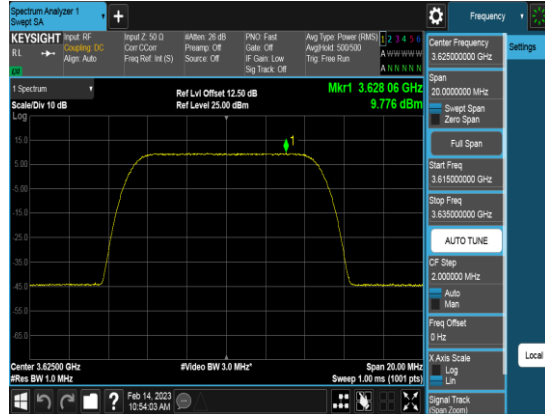 Spectrum Analyzer 1
Swept SA
+
Frequency
KEYSIGHT
RL
Input: RF
Coupling: DC
Align: Auto
Input Z: 50 Ω
Corr CCorr
Freq Ref: Int (S)
#Atten: 26 dB
Preamp: Off
Source: Off
PNO: Fast
Gate: Off
IF Gain: Low
Sig Track: Off
Avg Type: Power (RMS)
Avg|Hold: 500/500
Trig: Free Run
1 2 3 4 5 6
A W W W W W
A N N N N N
LV
1 Spectrum
Scale/Div 10 dB
Log
Ref Lvl Offset 12.50 dB
Ref Level 25.00 dBm
Mkr1 3.628 06 GHz
9.776 dBm
1
15.0
5.00
-5.00
-15.0
-25.0
-35.0
-45.0
-55.0
-65.0
Center 3.62500 GHz
#Res BW 1.0 MHz
#Video BW 3.0 MHz*
Span 20.00 MHz
Sweep 1.00 ms (1001 pts)
Feb 14, 2023
10:54:03 AM
?
Center Frequency
3.625000000 GHz
Settings
Span
20.0000000 MHz
Swept Span
Zero Span
Full Span
Start Freq
3.615000000 GHz
Stop Freq
3.635000000 GHz
AUTO TUNE
CF Step
2.000000 MHz
Auto
Man
Freq Offset
0 Hz
X Axis Scale
Log
Lin
Local
Signal Track
(Span Zoom)